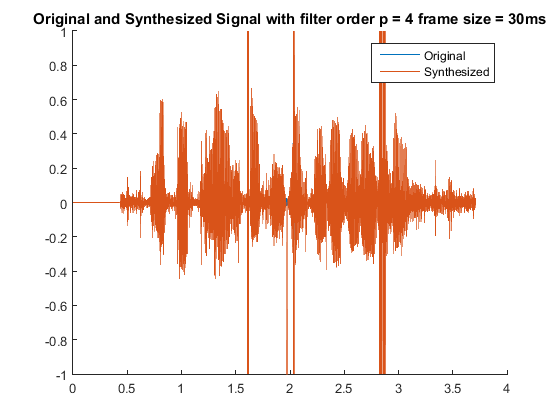 Original and Synthesized Signal with filter order p = 4 frame size = 30ms
Original
Synthesized
1
0.8
0.6
0.4
0.2
0
-0.2
-0.4
-0.6
-0.8
-1
0 0.5 1 1.5 2 2.5 3 3.5 4